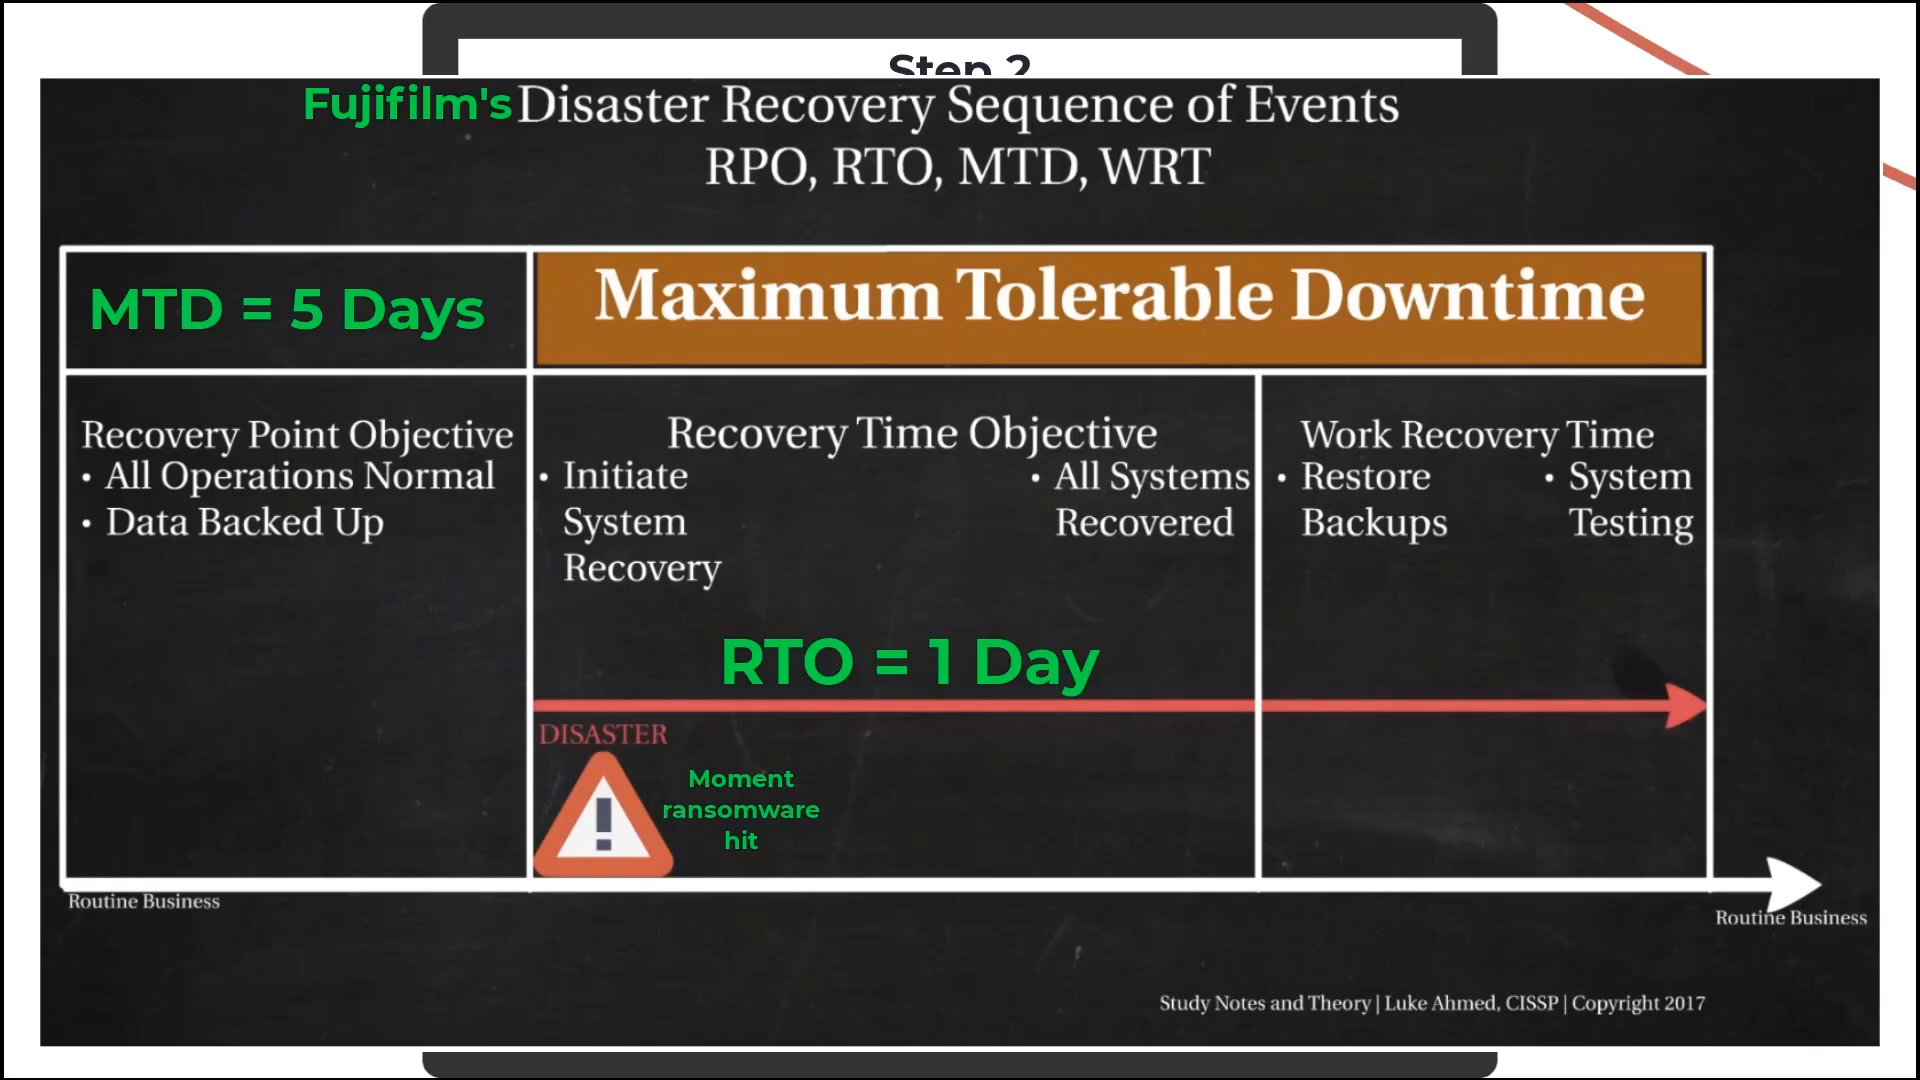 Step 2
Fujifilm's Disaster Recovery Sequence of Events
RPO, RTO, MTD, WRT
MTD = 5 Days
Maximum Tolerable Downtime
Recovery Point Objective
• All Operations Normal
• Data Backed Up
Recovery Time Objective
• Initiate
System
Recovery
• All Systems
Recovered
Work Recovery Time
• Restore
Backups
• System
Testing
RTO = 1 Day
DISASTER
Moment
ransomware
hit
Routine Business
Routine Business
Study Notes and Theory | Luke Ahmed, CISSP | Copyright 2017